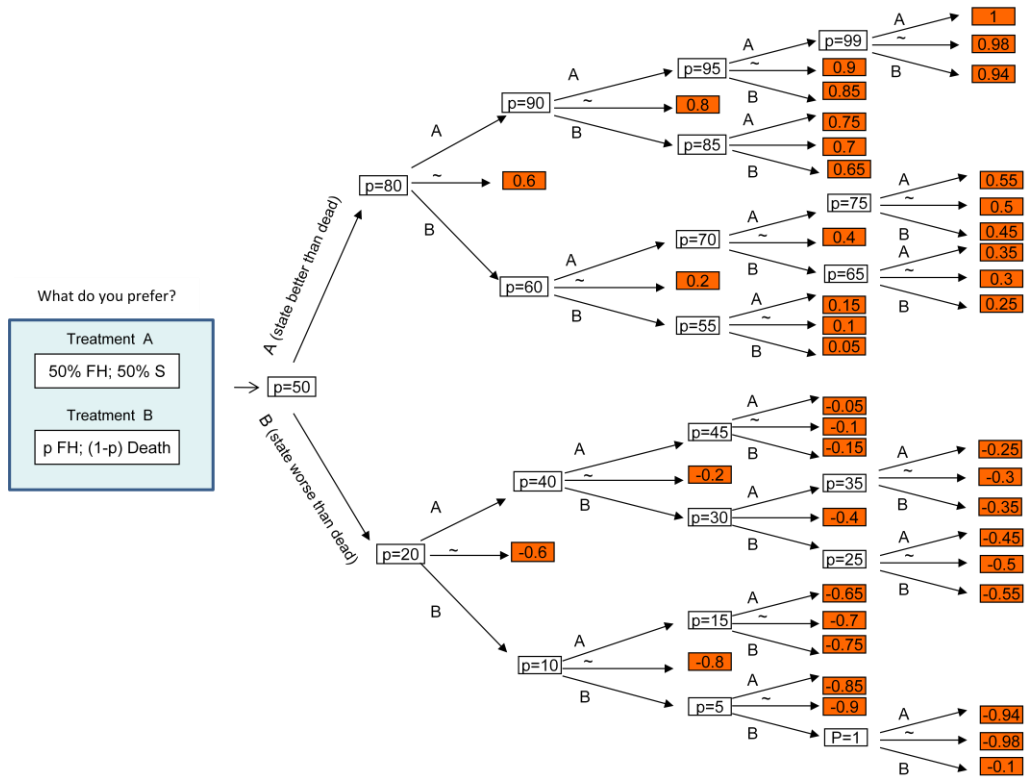 What do you prefer?
Treatment A
50% FH; 50% S
Treatment B
p FH; (1-p) Death
p=50
A (state better than dead)
B (state worse than dead)
p=80
A
~
B
0.6
p=90
A
~
B
0.8
p=95
A
~
B
0.9
0.85
p=99
A
~
B
1
0.98
0.94
p=85
A
~
B
0.75
0.7
0.65
p=60
A
~
B
0.2
p=70
A
~
B
0.4
p=75
A
~
B
0.55
0.5
0.45
p=65
A
~
B
0.35
0.3
0.25
p=55
A
~
B
0.15
0.1
0.05
p=20
A
~
B
-0.6
p=40
A
~
B
-0.2
p=45
A
~
B
-0.05
-0.1
-0.15
p=30
A
~
B
-0.4
p=35
A
~
B
-0.25
-0.3
-0.35
p=25
A
~
B
-0.45
-0.5
-0.55
p=10
A
~
B
-0.8
p=15
A
~
B
-0.65
-0.7
-0.75
p=5
A
~
B
-0.85
-0.9
P=1
A
~
B
-0.94
-0.98
-0.1